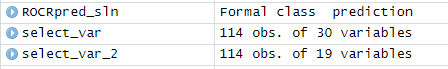 ROCRpred_sln Formal class prediction
select_var 114 obs. of 30 variables
select_var_2 114 obs. of 19 variables